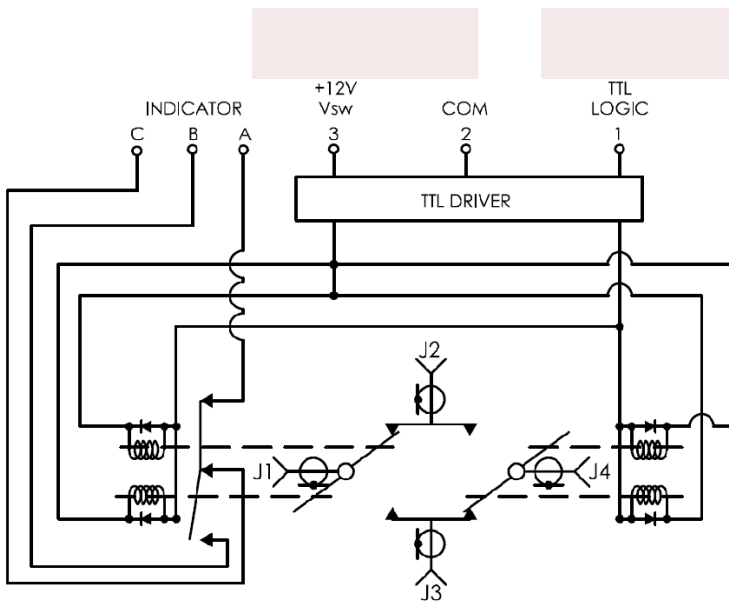 +12V
TTL
INDICATOR
Vsw
COM
LOGIC
C
B
A
3
2
1
TTL DRIVER
J2
J1
J4
J3